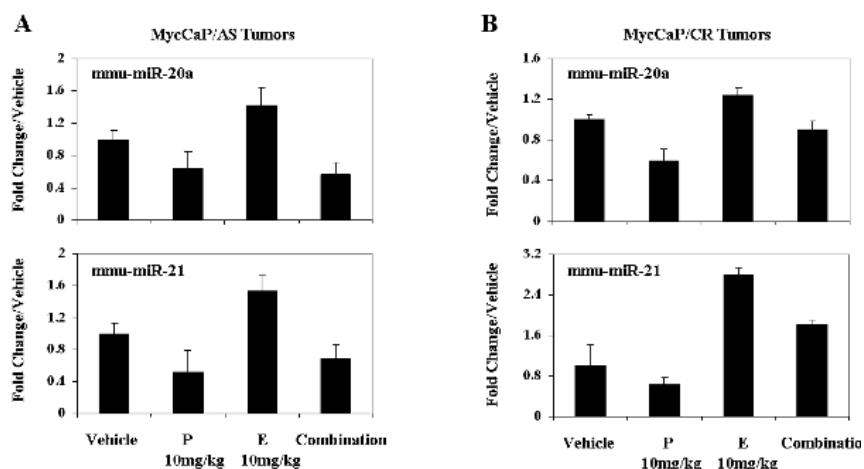 A
MycCaP/AS Tumors
Fold Change/Vehicle
2
1.6
1.2
0.8
0.4
0
mmu-miR-20a
Fold Change/Vehicle
2
1.6
1.2
0.8
0.4
0
mmu-miR-21
Vehicle P E Combination
10mg/kg 10mg/kg
B
MycCaP/CR Tumors
Fold Change/Vehicle
1.6
1.2
0.8
0.4
0
mmu-miR-20a
Fold Change/Vehicle
3.2
2.4
1.6
0.8
0
mmu-miR-21
Vehicle P E Combinatio
10mg/kg 10mg/kg